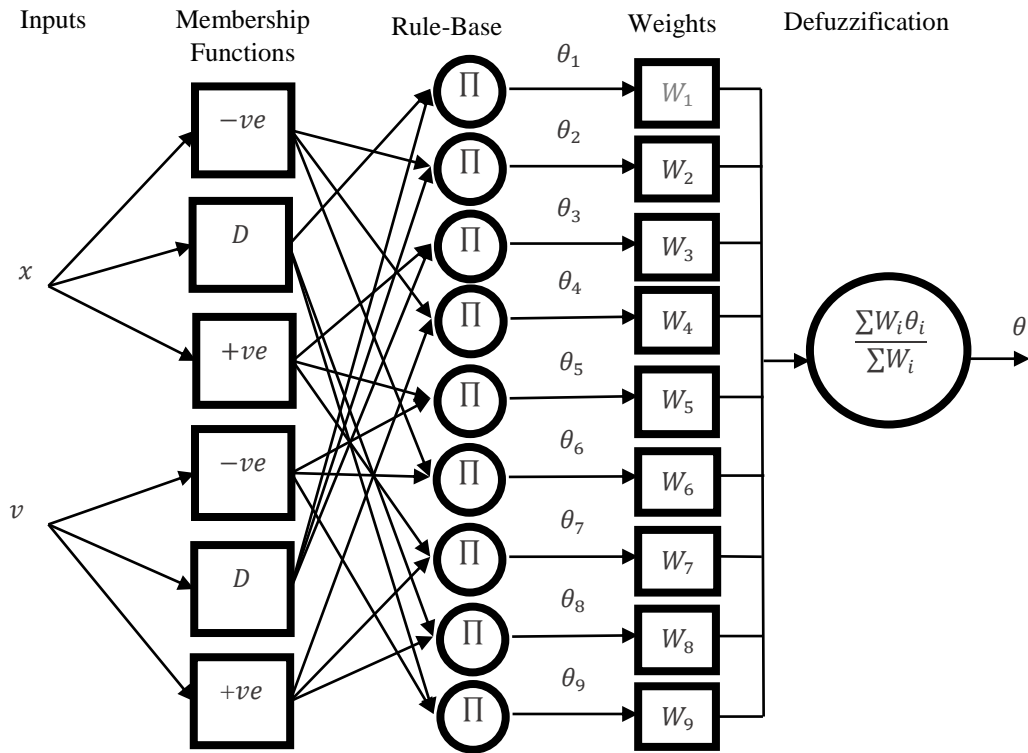 Inputs
Membership
Functions
Rule-Base
Weights
Defuzzification
x
v
−ve
D
+ve
−ve
D
+ve
∏
∏
∏
∏
∏
∏
∏
∏
∏
θ₁
θ₂
θ₃
θ₄
θ₅
θ₆
θ₇
θ₈
θ₉
W₁
W₂
W₃
W₄
W₅
W₆
W₇
W₈
W₉
∑Wᵢθᵢ
∑Wᵢ
θ